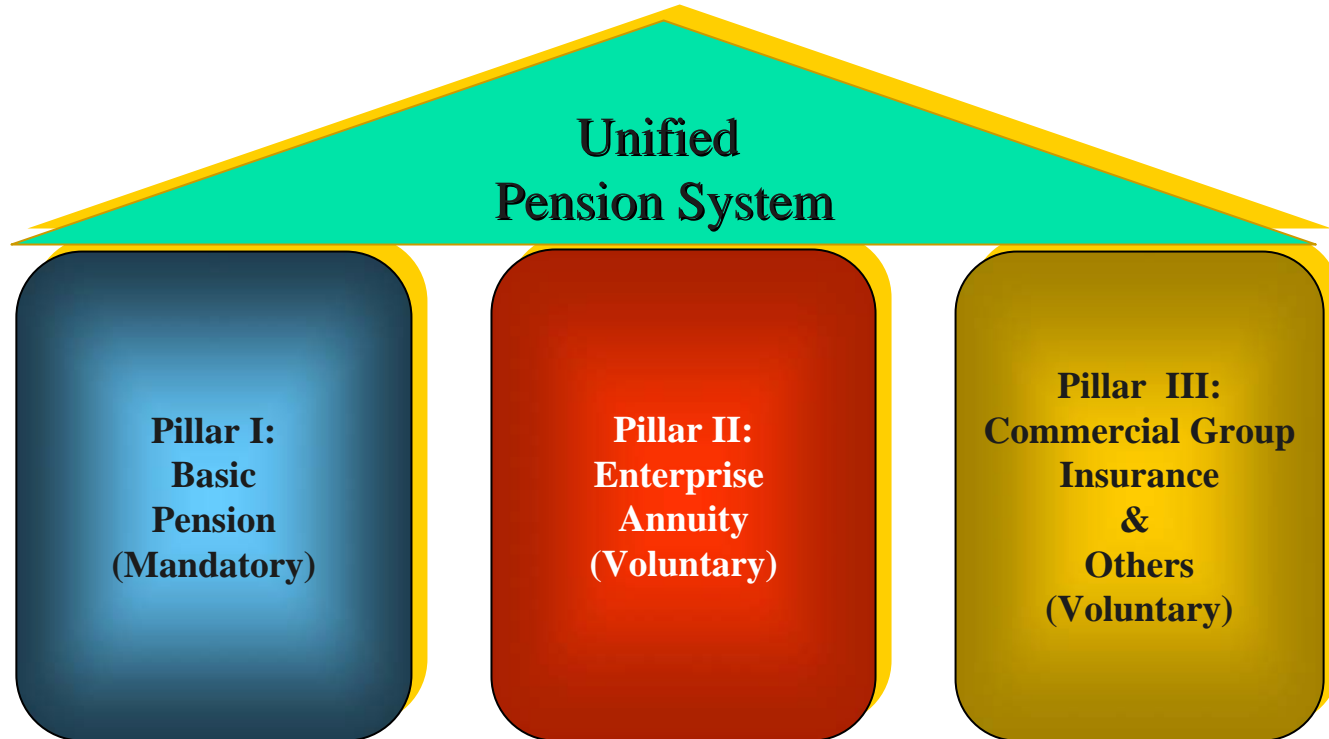 Unified
Pension System
Pillar I:
Basic
Pension
(Mandatory)
Pillar II:
Enterprise
Annuity
(Voluntary)
Pillar III:
Commercial Group
Insurance
&
Others
(Voluntary)